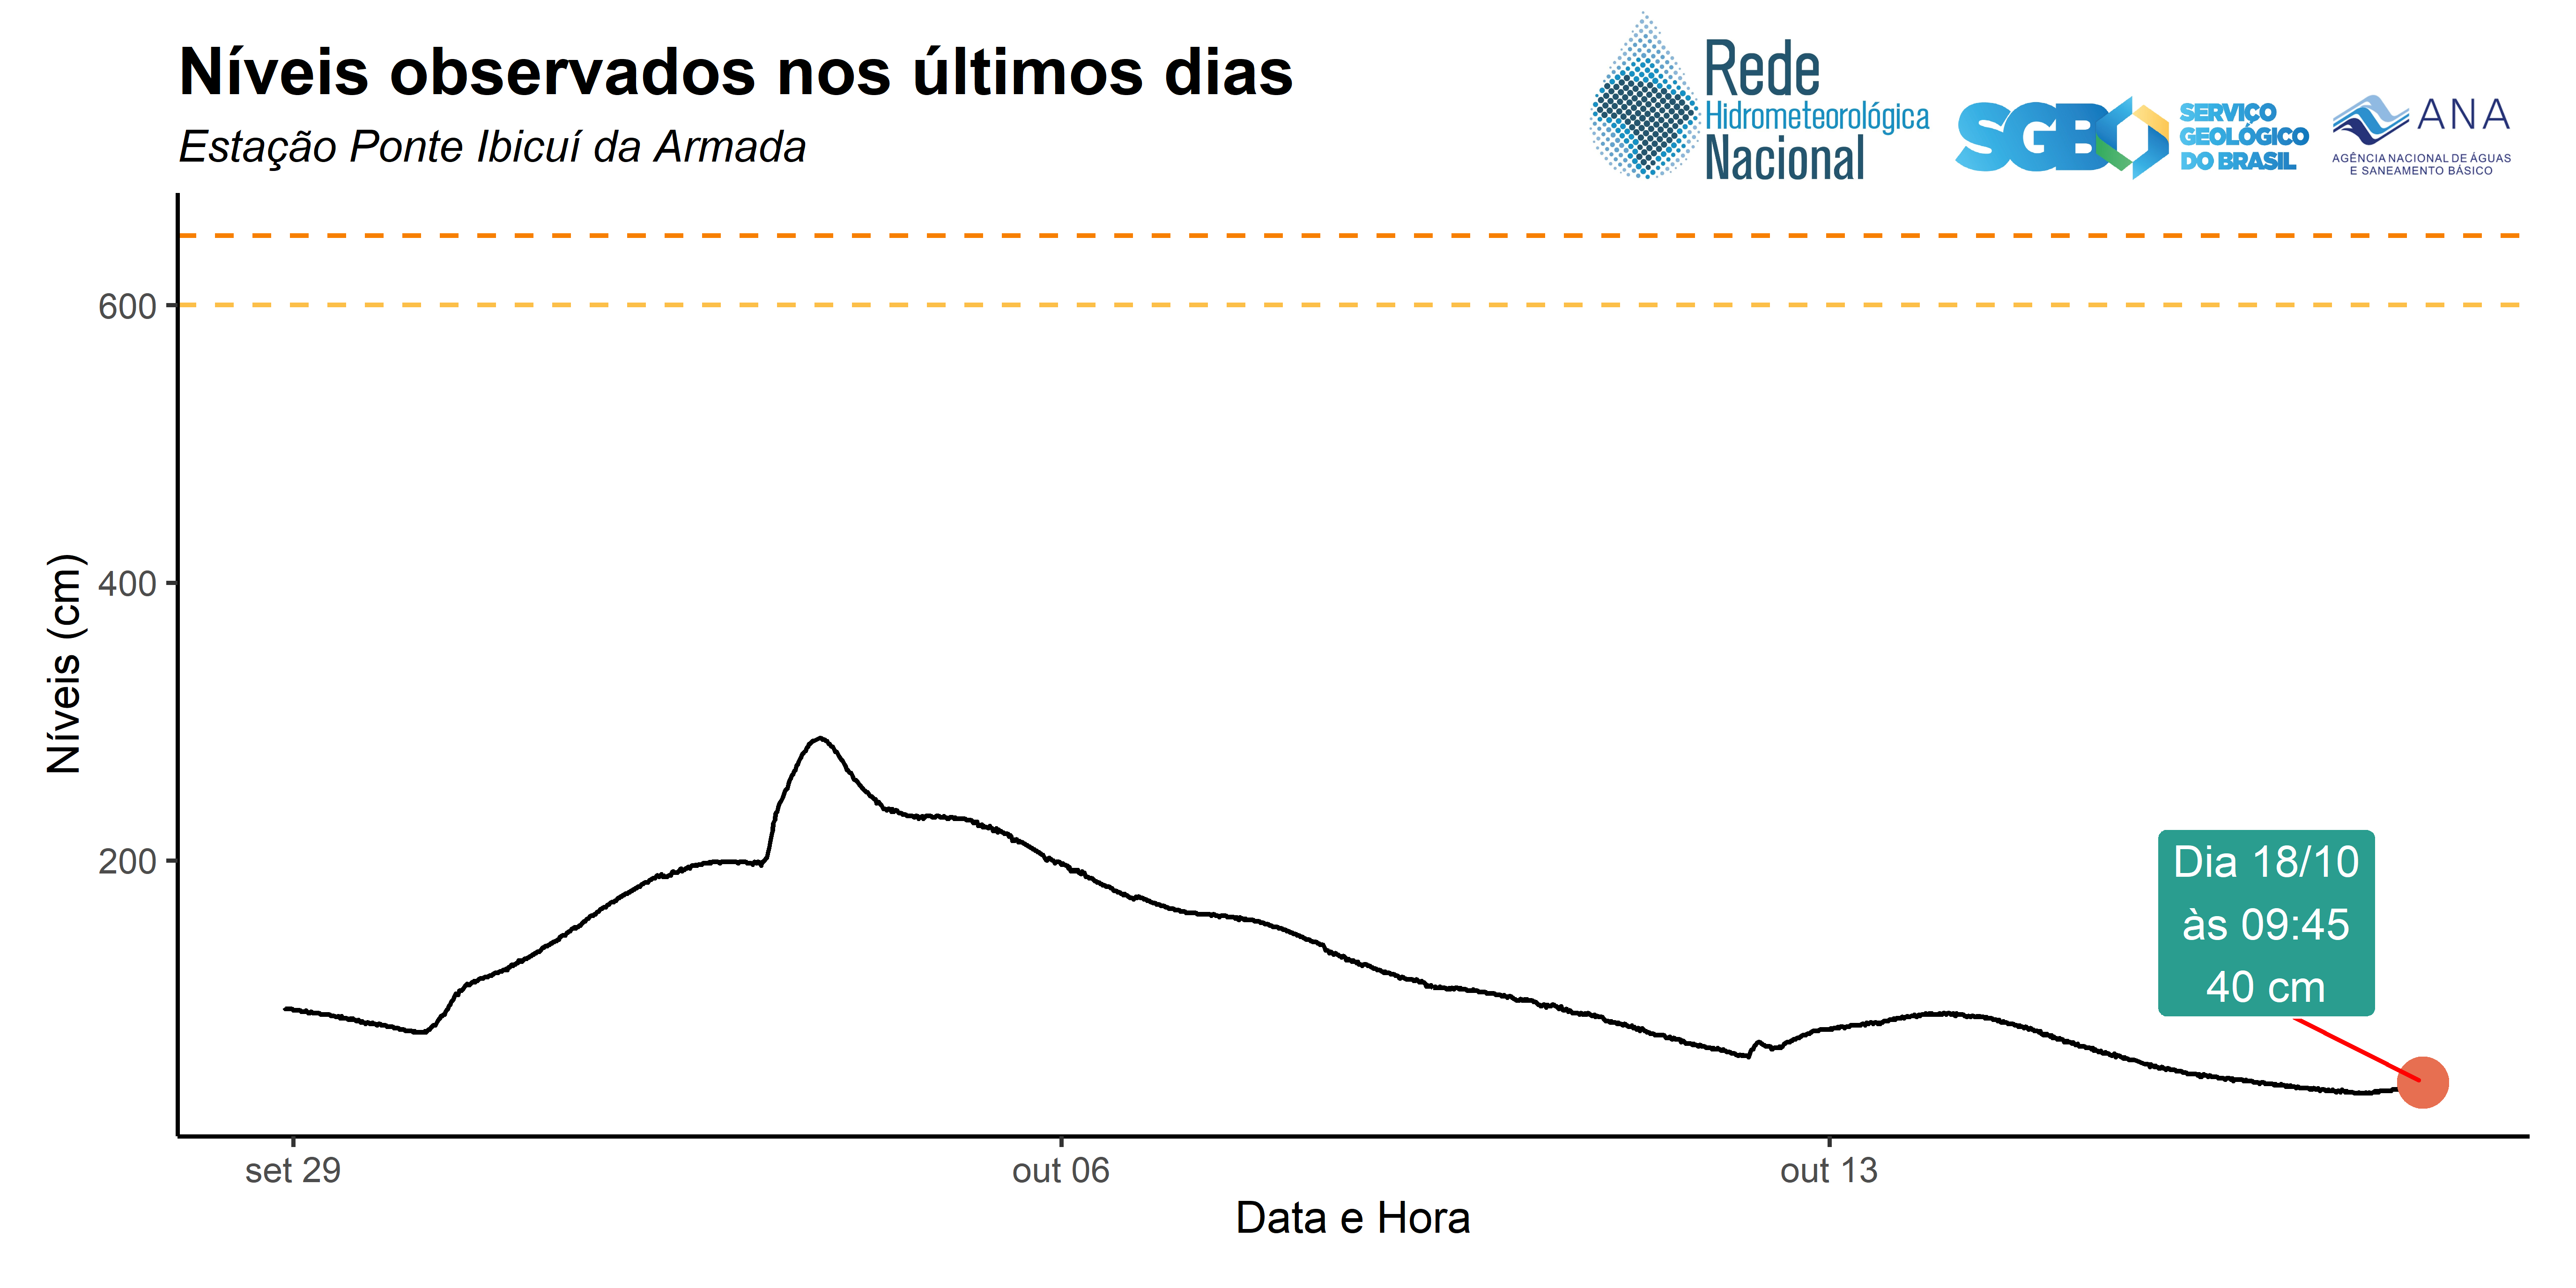 Níveis observados nos últimos dias
Estação Ponte Ibicuí da Armada
Rede
Hidrometeorológica
Nacional
SGB
SERVIÇO
GEOLÓGICO
DO BRASIL
ANA
AGÊNCIA NACIONAL DE ÁGUAS
E SANEAMENTO BÁSICO
Níveis (cm)
600
400
200
Dia 18/10
às 09:45
40 cm
set 29
out 06
out 13
Data e Hora